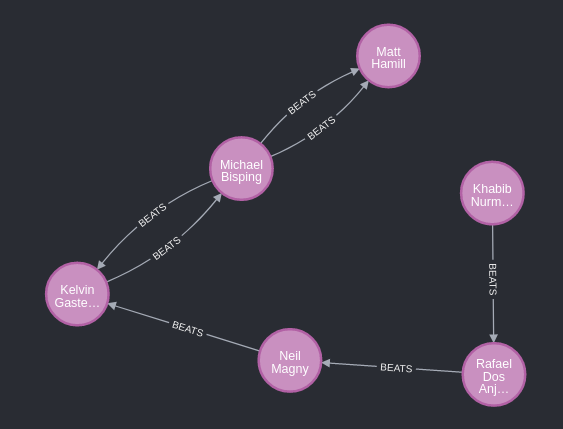 Matt
Hamill
BEATS
BEATS
Michael
Bisping
Khabib
Nurm…
BEATS
BEATS
BEATS
Kelvin
Gaste…
BEATS
Neil
Magny
BEATS
Rafael
Dos
Anj…